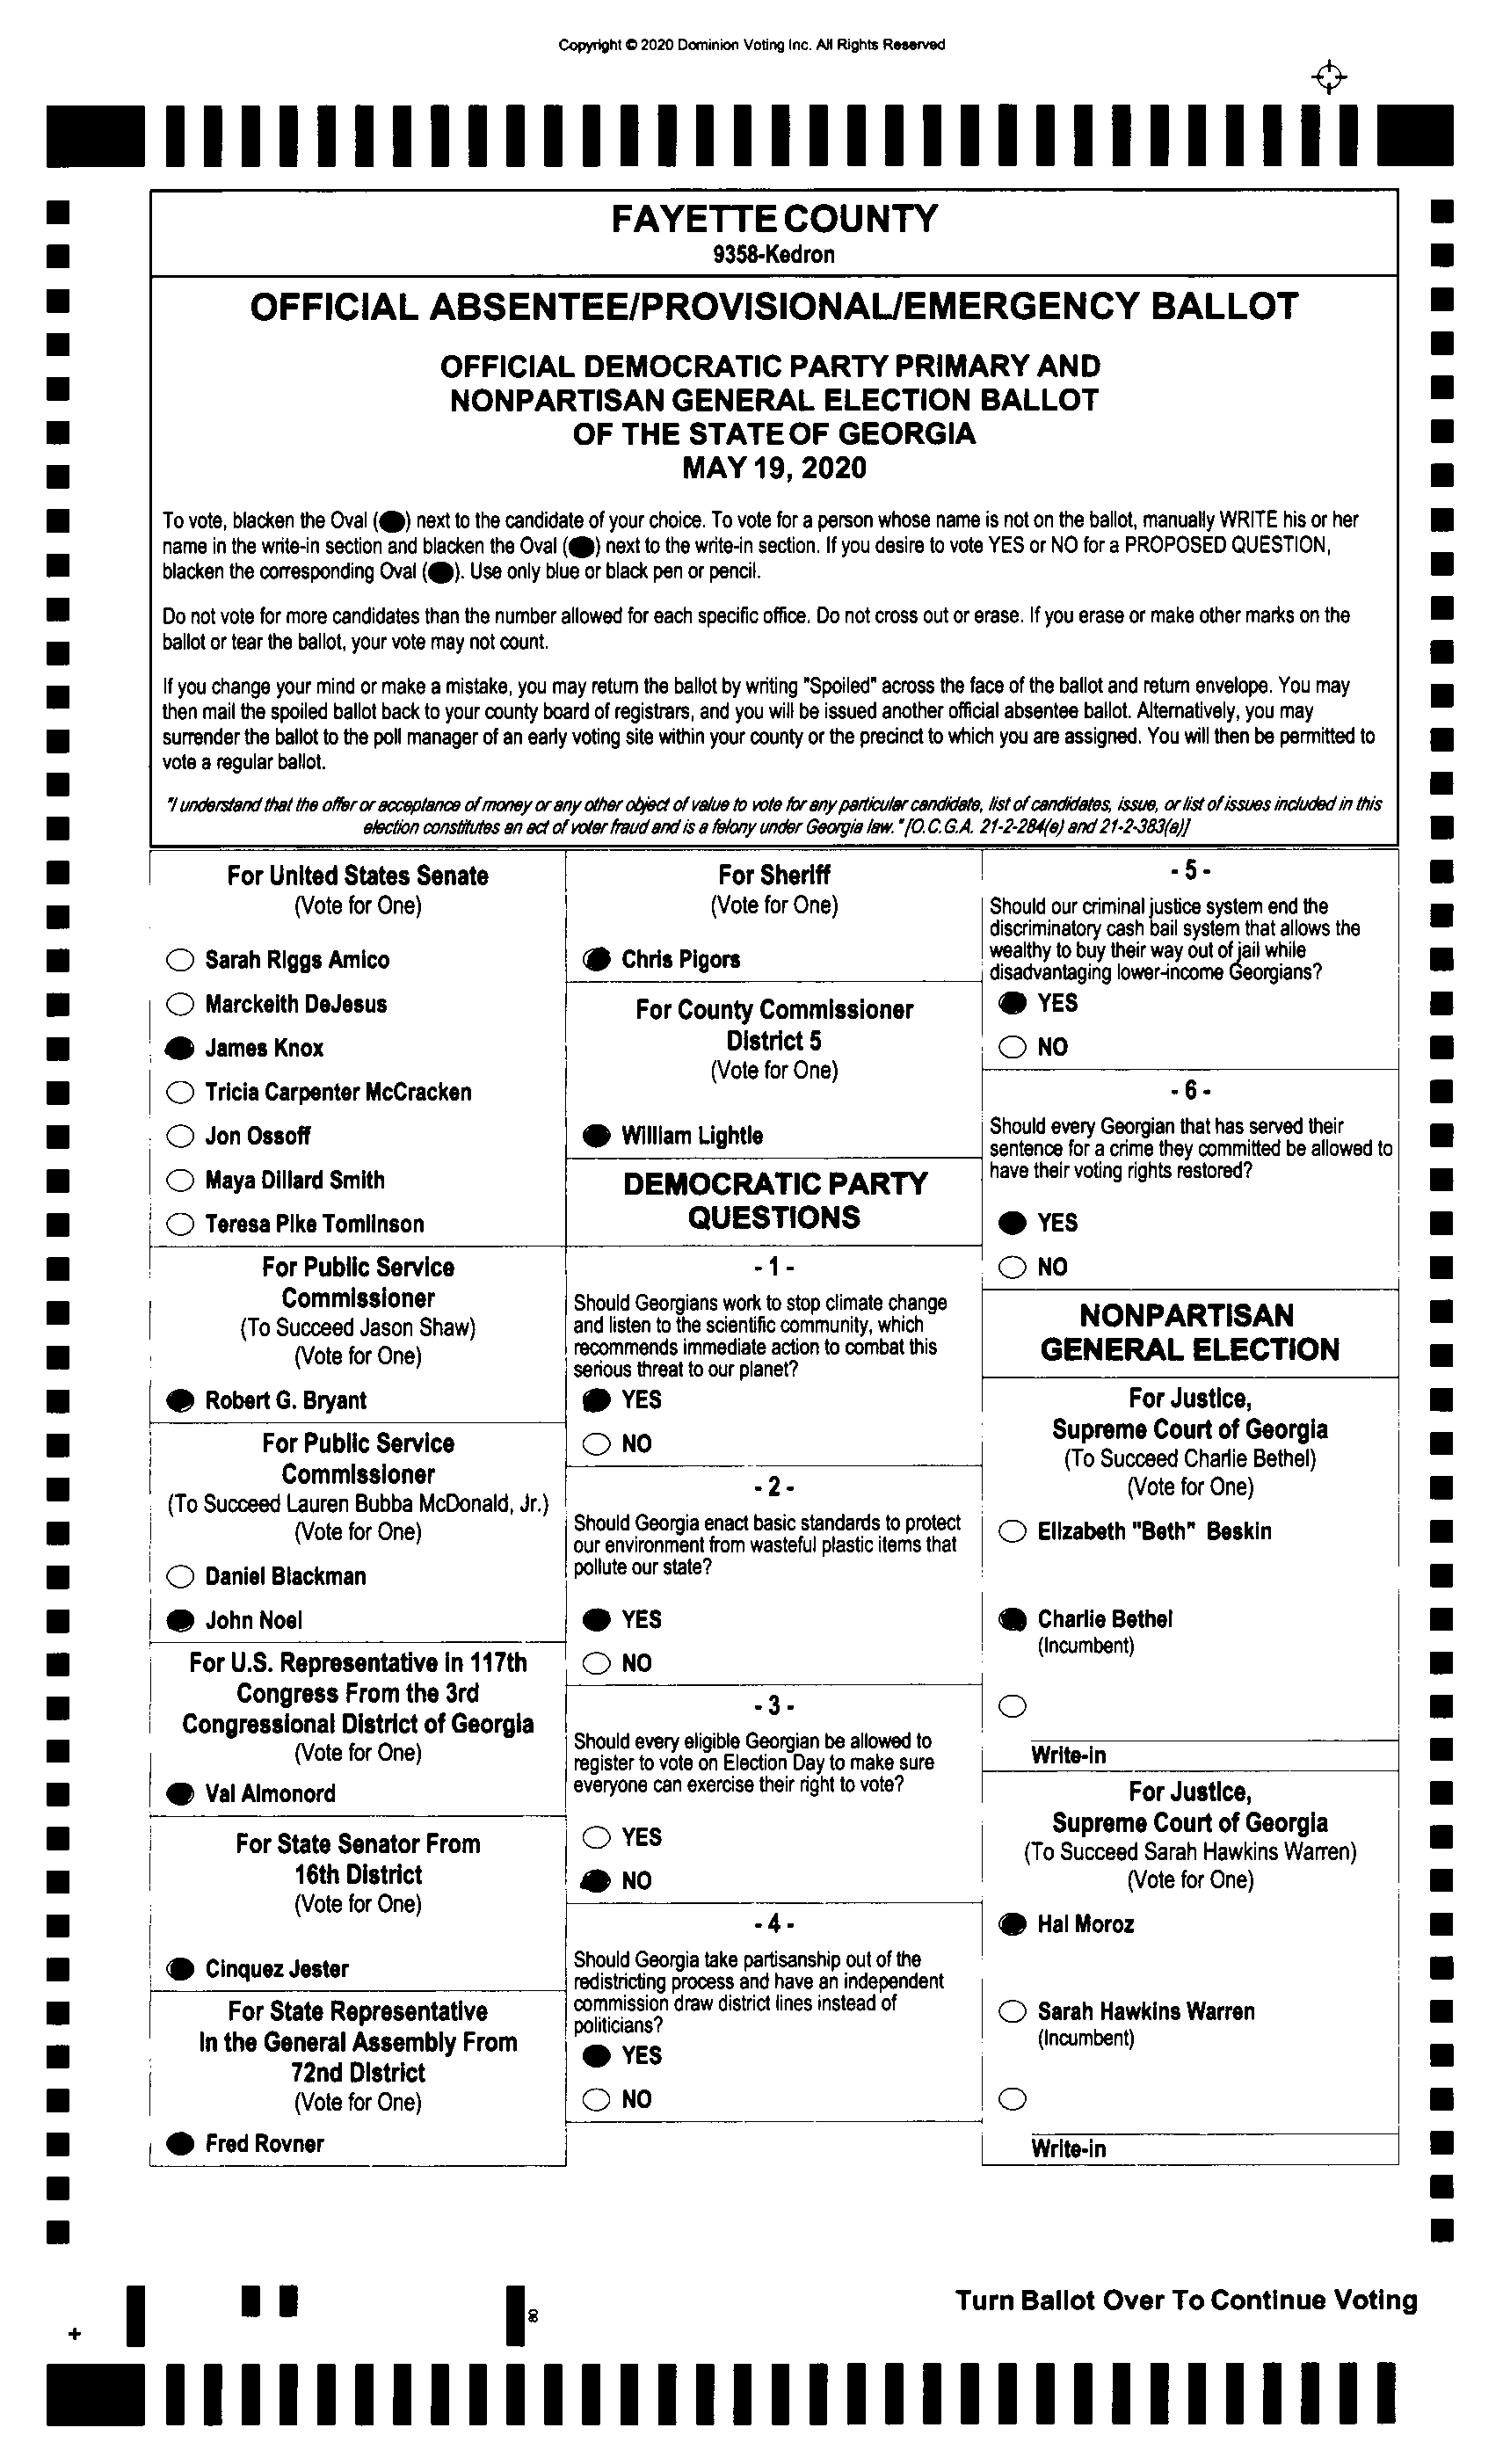 Copyright © 2020 Dominion Voting Inc. All Rights Reserved
FAYETTE COUNTY
9358-Kedron
OFFICIAL ABSENTEE/PROVISIONAL/EMERGENCY BALLOT
OFFICIAL DEMOCRATIC PARTY PRIMARY AND
NONPARTISAN GENERAL ELECTION BALLOT
OF THE STATE OF GEORGIA
MAY 19, 2020
To vote, blacken the Oval ( ) next to the candidate of your choice. To vote for a person whose name is not on the ballot, manually WRITE his or her
name in the write-in section and blacken the Oval ( ) next to the write-in section. If you desire to vote YES or NO for a PROPOSED QUESTION,
blacken the corresponding Oval ( ). Use only blue or black pen or pencil.
Do not vote for more candidates than the number allowed for each specific office. Do not cross out or erase. If you erase or make other marks on the
ballot or tear the ballot, your vote may not count.
If you change your mind or make a mistake, you may return the ballot by writing "Spoiled" across the face of the ballot and return envelope. You may
then mail the spoiled ballot back to your county board of registrars, and you will be issued another official absentee ballot. Alternatively, you may
surrender the ballot to the poll manager of an early voting site within your county or the precinct to which you are assigned. You will then be permitted to
vote a regular ballot.
"I understand that the offer or acceptance of money or any other object of value to vote for any particular candidate, list of candidates, issue, or list of issues included in this
election constitutes an act of voter fraud and is a felony under Georgia law." [O.C.G.A. 21-2-284(e) and 21-2-383(a)]
For United States Senate
(Vote for One)
Sarah Riggs Amico
Marckeith DeJesus
James Knox
Tricia Carpenter McCracken
Jon Ossoff
Maya Dillard Smith
Teresa Pike Tomlinson
For Public Service
Commissioner
(To Succeed Jason Shaw)
(Vote for One)
Robert G. Bryant
For Public Service
Commissioner
(To Succeed Lauren Bubba McDonald, Jr.)
(Vote for One)
Daniel Blackman
John Noel
For U.S. Representative in 117th
Congress From the 3rd
Congressional District of Georgia
(Vote for One)
Val Almonord
For State Senator From
16th District
(Vote for One)
Cinquez Jester
For State Representative
In the General Assembly From
72nd District
(Vote for One)
Fred Rovner
For Sheriff
(Vote for One)
Chris Pigors
For County Commissioner
District 5
(Vote for One)
William Lightle
DEMOCRATIC PARTY
QUESTIONS
- 1 -
Should Georgians work to stop climate change
and listen to the scientific community, which
recommends immediate action to combat this
serious threat to our planet?
YES
NO
- 2 -
Should Georgia enact basic standards to protect
our environment from wasteful plastic items that
pollute our state?
YES
NO
- 3 -
Should every eligible Georgian be allowed to
register to vote on Election Day to make sure
everyone can exercise their right to vote?
YES
NO
- 4 -
Should Georgia take partisanship out of the
redistricting process and have an independent
commission draw district lines instead of
politicians?
YES
NO
- 5 -
Should our criminal justice system end the
discriminatory cash bail system that allows the
wealthy to buy their way out of jail while
disadvantaging lower-income Georgians?
YES
NO
- 6 -
Should every Georgian that has served their
sentence for a crime they committed be allowed to
have their voting rights restored?
YES
NO
NONPARTISAN
GENERAL ELECTION
For Justice,
Supreme Court of Georgia
(To Succeed Charlie Bethel)
(Vote for One)
Elizabeth "Beth" Beskin
Charlie Bethel
(Incumbent)
Write-in
For Justice,
Supreme Court of Georgia
(To Succeed Sarah Hawkins Warren)
(Vote for One)
Hal Moroz
Sarah Hawkins Warren
(Incumbent)
Write-in
8
Turn Ballot Over To Continue Voting
+